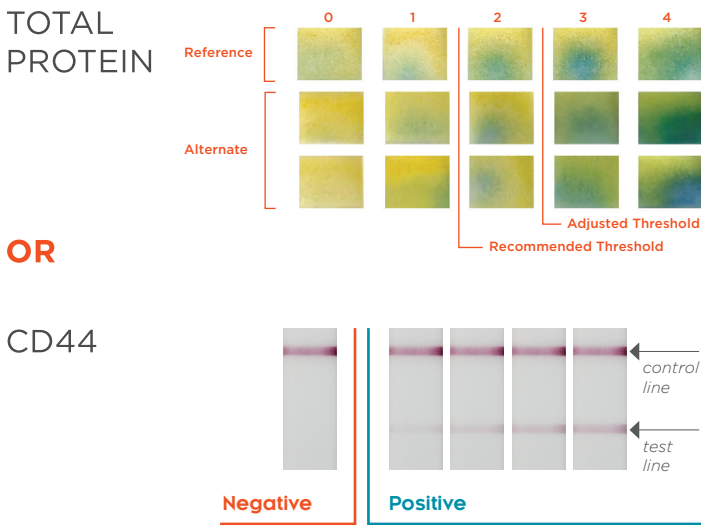 TOTAL
PROTEIN
0 1 2 3 4
Reference
Alternate
Adjusted Threshold
Recommended Threshold
OR
CD44
control
line
test
line
Negative
Positive